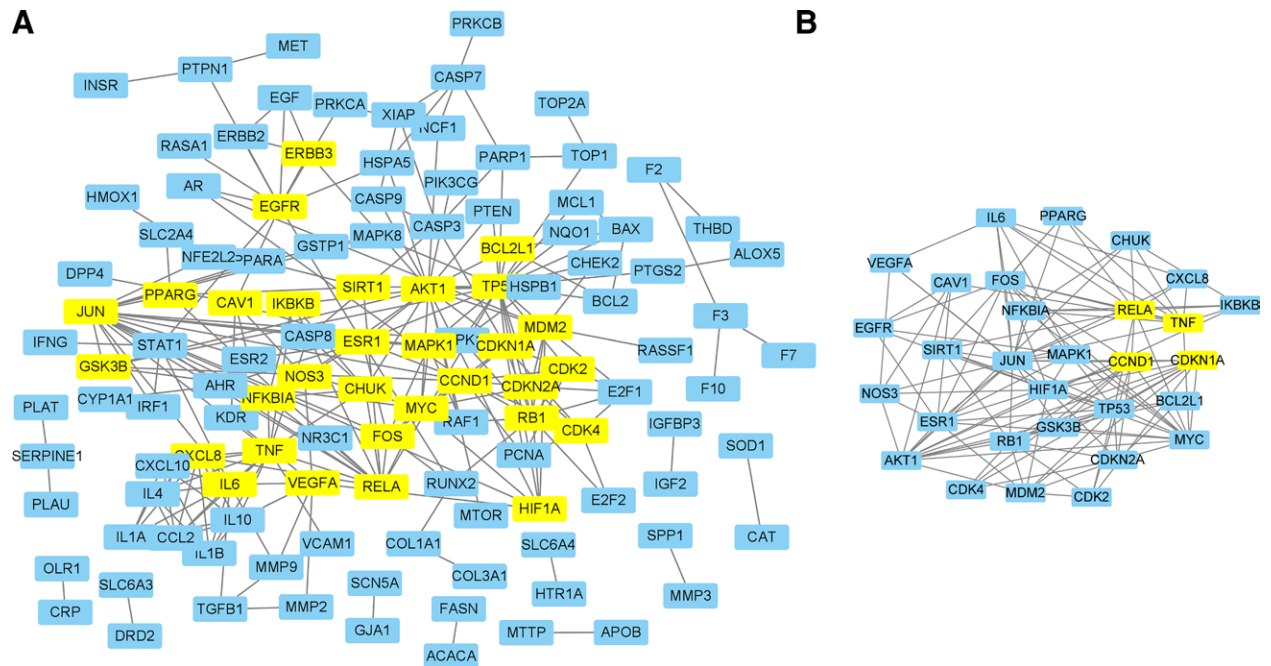 A
B
PRKCB
MET
PTPN1
INSR
CASP7
EGF
PRKCA
XIAP
NCF1
TOP2A
ERBB2
RASA1
ERBB3
HSPA5
PARP1
TOP1
F2
AR
PIK3CG
HMOX1
EGFR
CASP9
PTEN
MCL1
SLC2A4
MAPK8
CASP3
NQO1
BAX
THBD
GSTP1
BCL2L1
NFE2L2
PPARA
CHEK2
PTGS2
ALOX5
DPP4
PPARG
CAV1
IKBKB
SIRT1
AKT1
TP5
HSPB1
BCL2
JUN
MDM2
F3
IFNG
STAT1
CASP8
ESR1
MAPK1
PK
CDKN1A
RASSF1
F7
GSK3B
ESR2
NOS3
AHR
CHUK
CCND1
CDKN2A
CDK2
E2F1
F10
CYP1A1
IRF1
NFKBIA
KDR
MYC
RAF1
RB1
CDK4
IGFBP3
PLAT
NR3C1
FOS
SERPINE1
CXCL8
TNF
PCNA
SOD1
CXCL10
IL6
VEGFA
RELA
RUNX2
IGF2
PLAU
IL4
MTOR
HIF1A
E2F2
IL10
IL1A
CCL2
IL1B
VCAM1
COL1A1
SLC6A4
SPP1
CAT
OLR1
MMP9
SLC6A3
SCN5A
COL3A1
HTR1A
MMP3
CRP
TGFB1
MMP2
FASN
DRD2
GJA1
MTTP
APOB
ACACA
IL6
PPARG
CHUK
VEGFA
CXCL8
CAV1
FOS
NFKBIA
RELA
IKBKB
TNF
EGFR
SIRT1
JUN
MAPK1
CCND1
CDKN1A
NOS3
HIF1A
BCL2L1
TP53
ESR1
GSK3B
RB1
MYC
AKT1
CDKN2A
CDK4
MDM2
CDK2